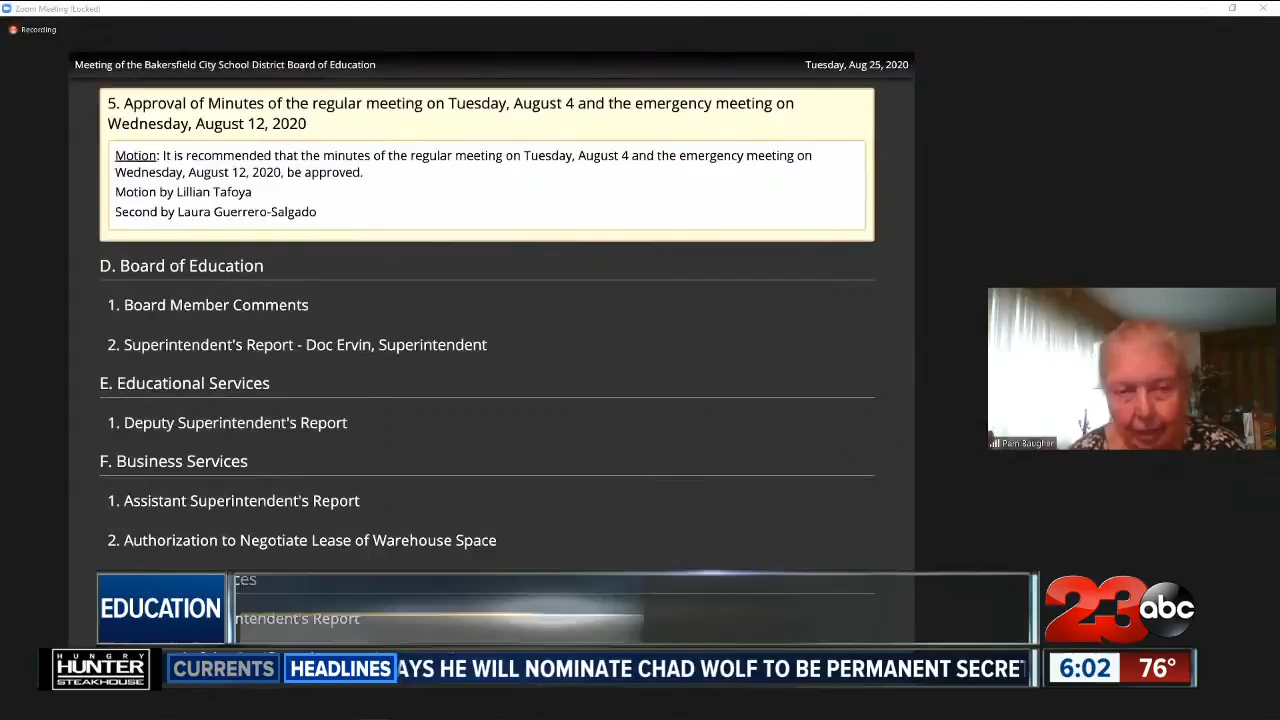 Zoom Meeting (Locked)
Recording
Meeting of the Bakersfield City School District Board of Education
Tuesday, Aug 25, 2020
5. Approval of Minutes of the regular meeting on Tuesday, August 4 and the emergency meeting on
Wednesday, August 12, 2020
Motion: It is recommended that the minutes of the regular meeting on Tuesday, August 4 and the emergency meeting on
Wednesday, August 12, 2020, be approved.
Motion by Lillian Tafoya
Second by Laura Guerrero-Salgado
D. Board of Education
1. Board Member Comments
2. Superintendent's Report - Doc Ervin, Superintendent
E. Educational Services
1. Deputy Superintendent's Report
F. Business Services
1. Assistant Superintendent's Report
2. Authorization to Negotiate Lease of Warehouse Space
Pam Baugher
ces
ntendent's Report
EDUCATION
23 abc
HUNGRY
HUNTER
STEAKHOUSE
CURRENTS
HEADLINES
AYS HE WILL NOMINATE CHAD WOLF TO BE PERMANENT SECRE
6:02
76°